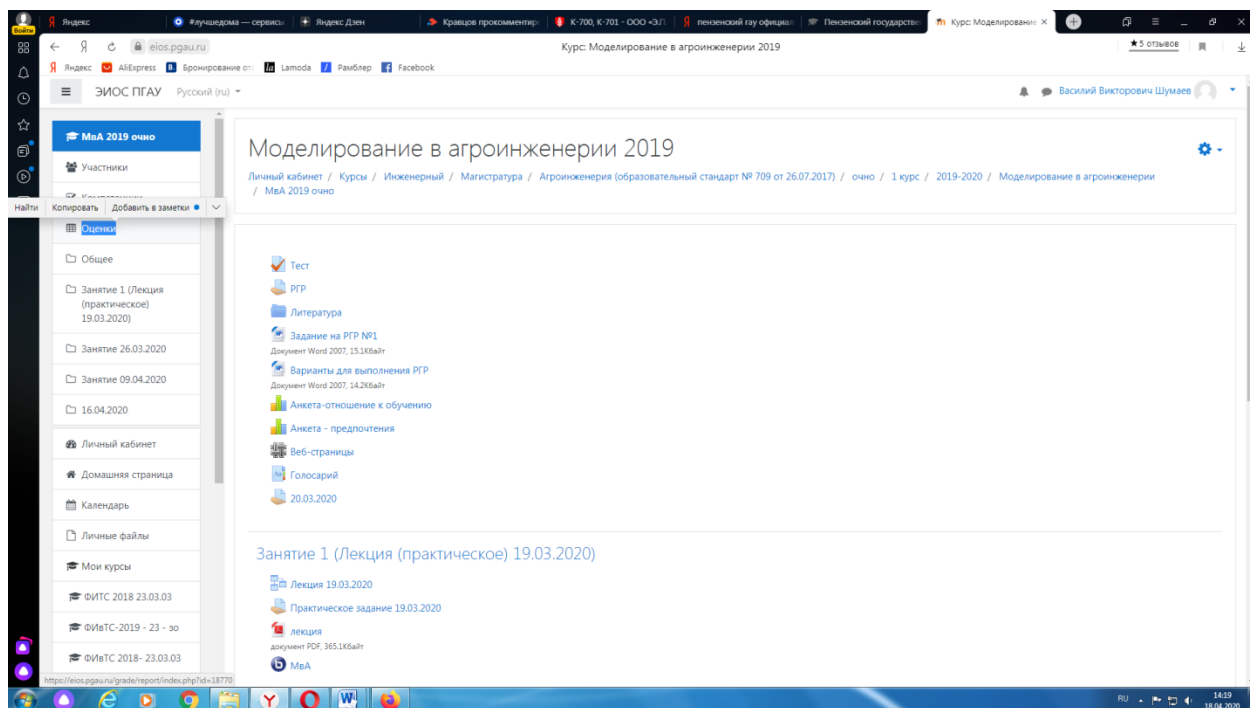 Яндекс
#лучшедома — сервисы
Яндекс.Дзен
Кравцов прокомментир
К-700, К-701 - ООО «ЭЛ
пензенский гау официал
Пензенский государствен
Курс: Моделирование
Войти
eios.pgau.ru
Курс: Моделирование в агроинженерии 2019
★5 отзывов
Яндекс
AliExpress
Бронирование от
Lamoda
Рамблер
Facebook
ЭИОС ПГАУ
Русский (ru)
Василий Викторович Шумаев
МвА 2019 очно
Участники
Найти Копировать Добавить в заметки
Оценки
Общее
Занятие 1 (Лекция
(практическое)
19.03.2020)
Занятие 26.03.2020
Занятие 09.04.2020
16.04.2020
Личный кабинет
Домашняя страница
Календарь
Личные файлы
Мои курсы
ФИТС 2018 23.03.03
ФИвТС-2019 - 23 - зо
ФИвТС 2018- 23.03.03
https://eios.pgau.ru/grade/report/index.php?id=18770
Моделирование в агроинженерии 2019
Личный кабинет / Курсы / Инженерный / Магистратура / Агроинженерия (образовательный стандарт № 709 от 26.07.2017) / очно / 1 курс / 2019-2020 / Моделирование в агроинженерии
/ МвА 2019 очно
Тест
РГР
Литература
Задание на РГР №1
Документ Word 2007, 15.1Кбайт
Варианты для выполнения РГР
Документ Word 2007, 14.2Кбайт
Анкета-отношение к обучению
Анкета - предпочтения
Веб-страницы
Голосарий
20.03.2020
Занятие 1 (Лекция (практическое) 19.03.2020)
Лекция 19.03.2020
Практическое задание 19.03.2020
лекция
документ PDF, 365.1Кбайт
МвА
RU
14:19
18.04.2020